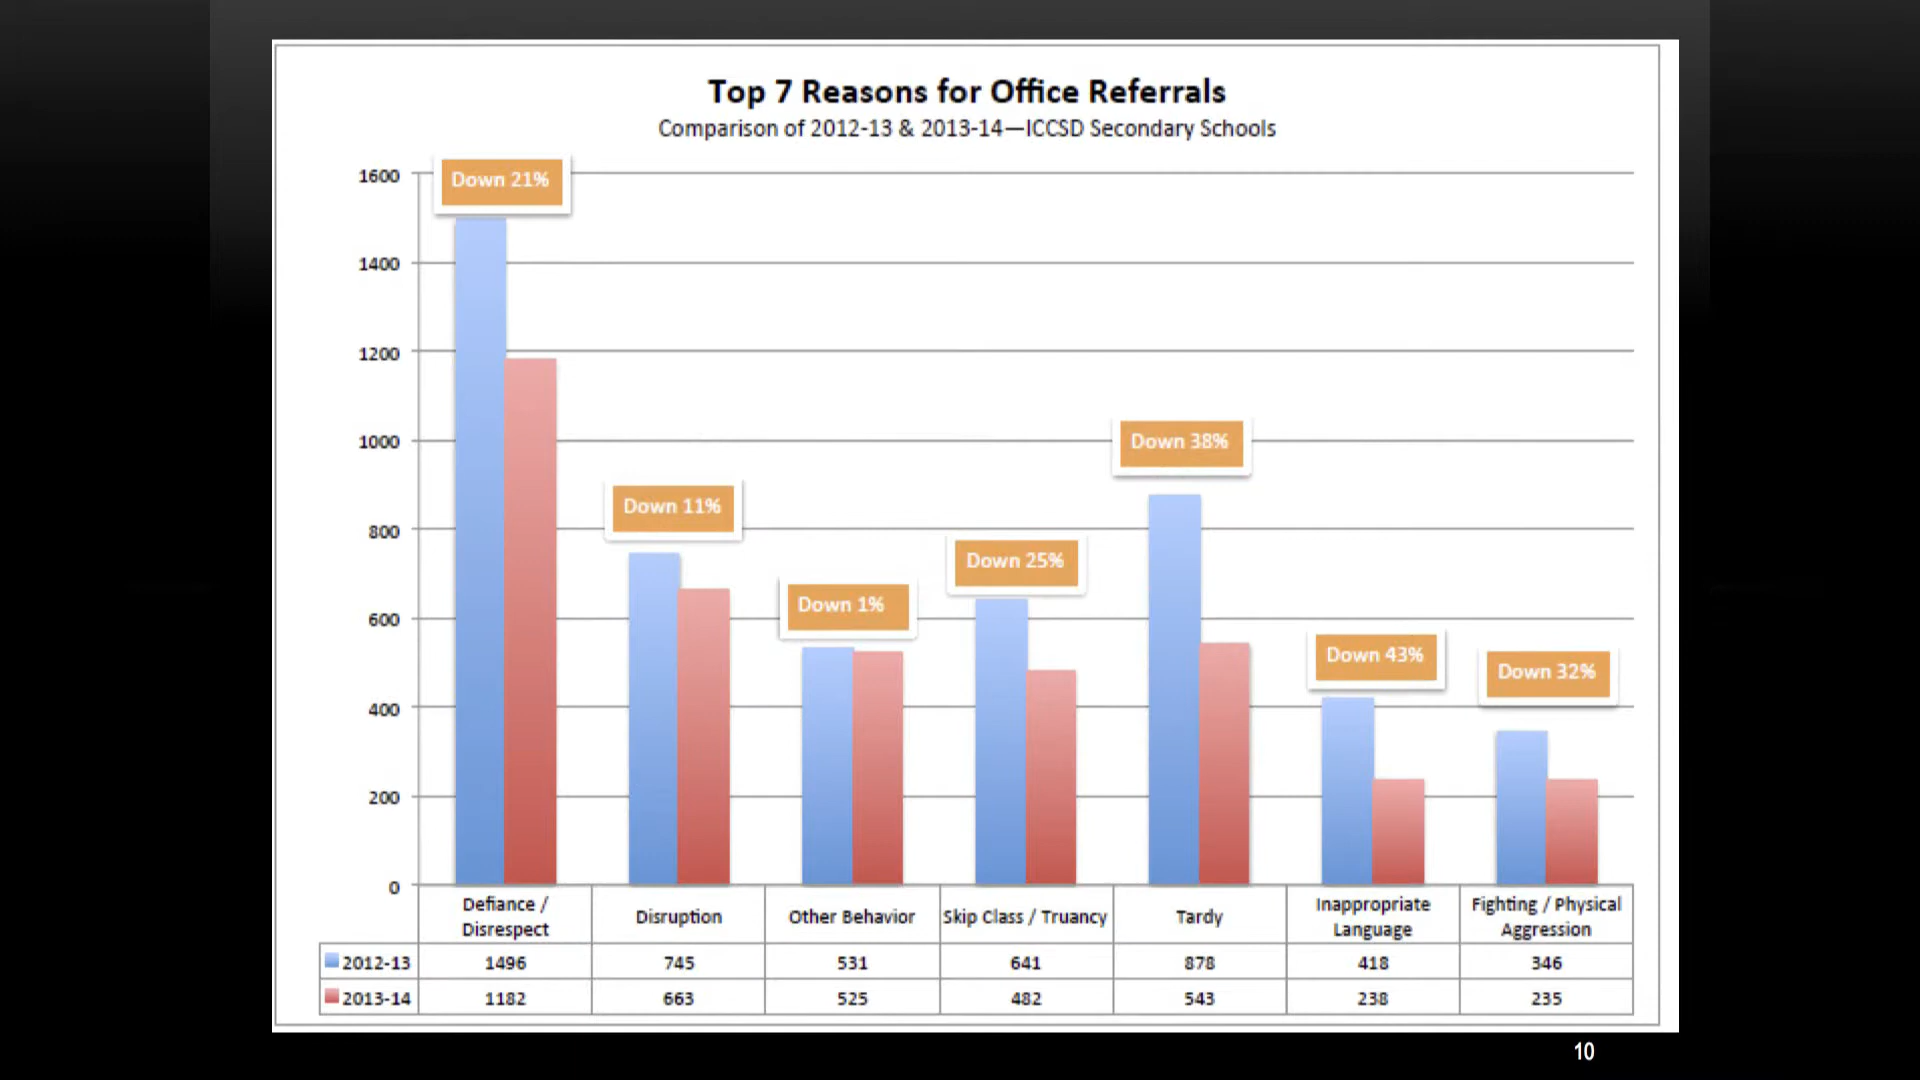 Top 7 Reasons for Office Referrals
Comparison of 2012-13 & 2013-14—ICCSD Secondary Schools
1600
1400
1200
1000
800
600
400
200
0
Down 21%
Down 11%
Down 1%
Down 25%
Down 38%
Down 43%
Down 32%
Defiance / Disrespect
Disruption
Other Behavior
Skip Class / Truancy
Tardy
Inappropriate Language
Fighting / Physical Aggression
2012-13 1496 745 531 641 878 418 346
2013-14 1182 663 525 482 543 238 235
10